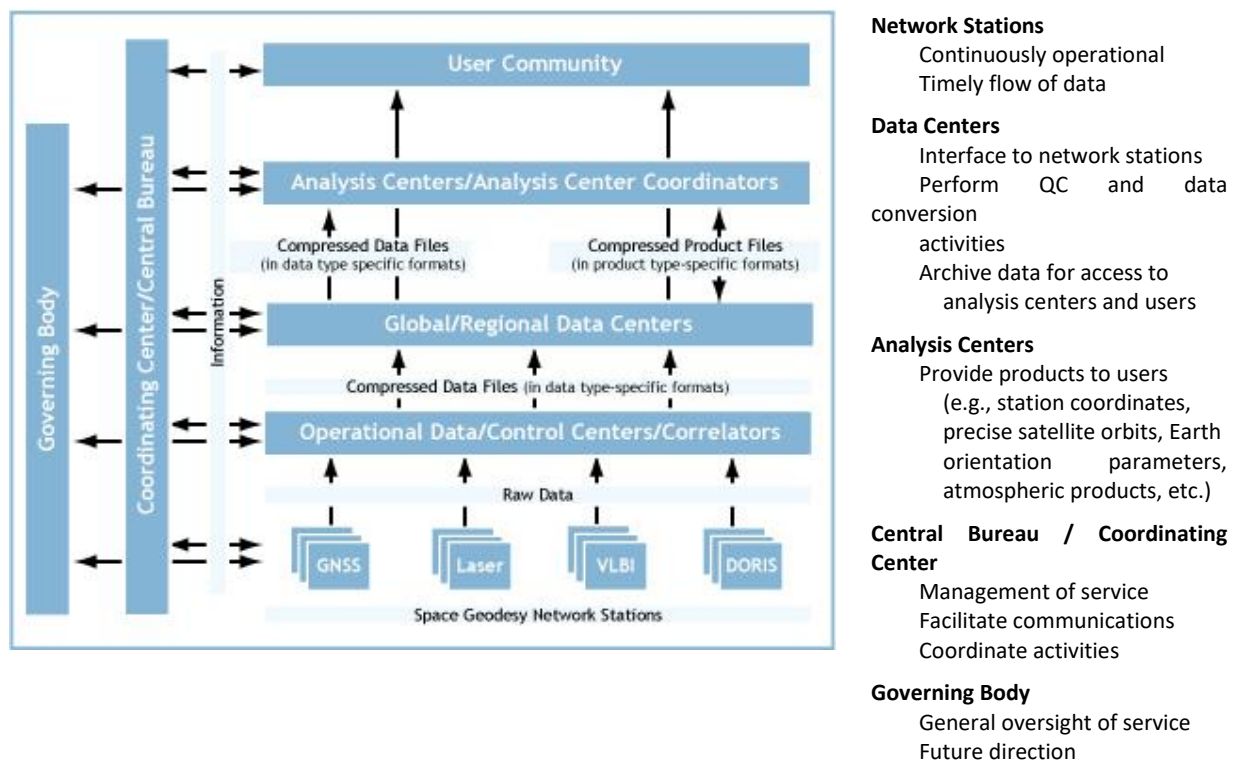 User Community
Analysis Centers/Analysis Center Coordinators
Compressed Data Files
(in data type specific formats)
Compressed Product Files
(in product type-specific formats)
Global/Regional Data Centers
Compressed Data Files (in data type-specific formats)
Operational Data/Control Centers/Correlators
Raw Data
GNSS
Laser
VLBI
DORIS
Space Geodesy Network Stations
Governing Body
Coordinating Center/Central Bureau
Information
Network Stations
Continuously operational
Timely flow of data
Data Centers
Interface to network stations
Perform QC and data
conversion
activities
Archive data for access to
analysis centers and users
Analysis Centers
Provide products to users
(e.g., station coordinates,
precise satellite orbits, Earth
orientation parameters,
atmospheric products, etc.)
Central Bureau / Coordinating
Center
Management of service
Facilitate communications
Coordinate activities
Governing Body
General oversight of service
Future direction